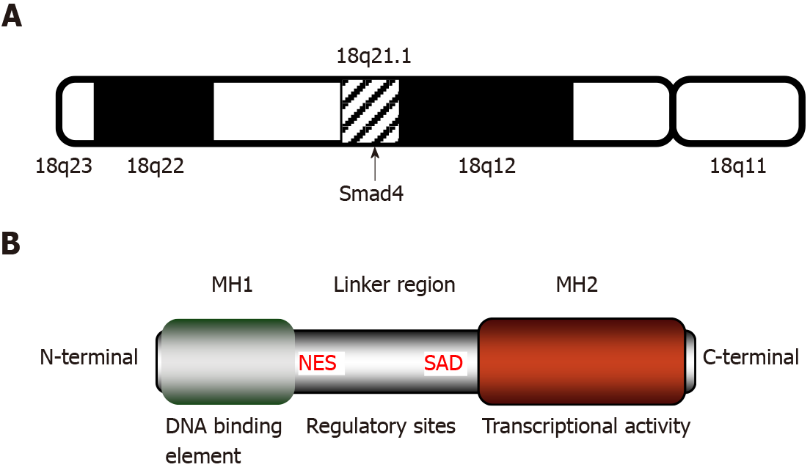 A
18q21.1
18q23
18q22
18q12
18q11
Smad4
B
MH1
Linker region
MH2
N-terminal
NES
SAD
C-terminal
DNA binding
element
Regulatory sites
Transcriptional activity